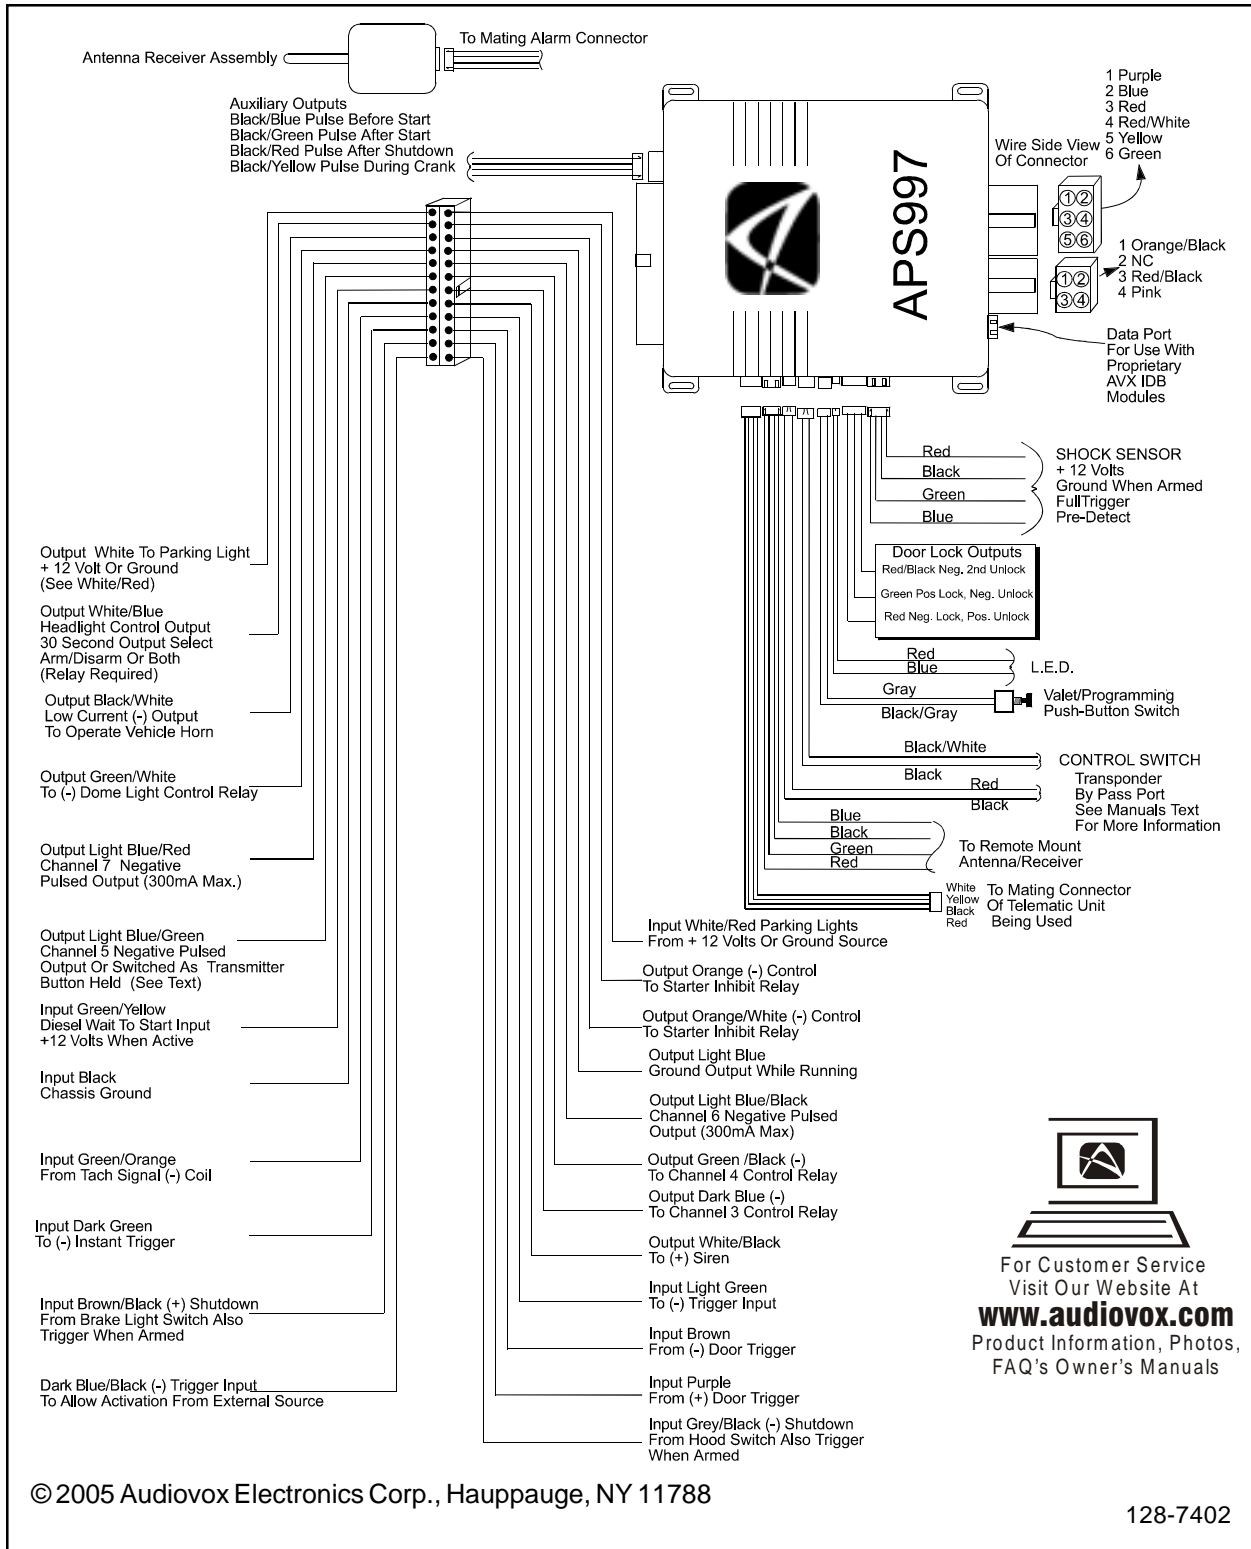 Antenna Receiver Assembly
To Mating Alarm Connector
Auxiliary Outputs
Black/Blue Pulse Before Start
Black/Green Pulse After Start
Black/Red Pulse After Shutdown
Black/Yellow Pulse During Crank
APS997
1 Purple
2 Blue
3 Red
4 Red/White
5 Yellow
6 Green
Wire Side View
Of Connector
1 2
3 4
5 6
1 Orange/Black
2 NC
3 Red/Black
4 Pink
1 2
3 4
Data Port
For Use With
Proprietary
AVX IDB
Modules
Red
Black
Green
Blue
SHOCK SENSOR
+ 12 Volts
Ground When Armed
FullTrigger
Pre-Detect
Door Lock Outputs
Red/Black Neg. 2nd Unlock
Green Pos Lock, Neg. Unlock
Red Neg. Lock, Pos. Unlock
Red
Blue
L.E.D.
Gray
Black/Gray
Valet/Programming
Push-Button Switch
Black/White
Black
CONTROL SWITCH
Red
Black
Transponder
By Pass Port
See Manuals Text
For More Information
Blue
Black
Green
Red
To Remote Mount
Antenna/Receiver
White
Yellow
Black
Red
To Mating Connector
Of Telematic Unit
Being Used
Output White To Parking Light
+ 12 Volt Or Ground
(See White/Red)
Output White/Blue
Headlight Control Output
30 Second Output Select
Arm/Disarm Or Both
(Relay Required)
Output Black/White
Low Current (-) Output
To Operate Vehicle Horn
Output Green/White
To (-) Dome Light Control Relay
Output Light Blue/Red
Channel 7 Negative
Pulsed Output (300mA Max.)
Output Light Blue/Green
Channel 5 Negative Pulsed
Output Or Switched As Transmitter
Button Held (See Text)
Input Green/Yellow
Diesel Wait To Start Input
+12 Volts When Active
Input Black
Chassis Ground
Input Green/Orange
From Tach Signal (-) Coil
Input Dark Green
To (-) Instant Trigger
Input Brown/Black (+) Shutdown
From Brake Light Switch Also
Trigger When Armed
Dark Blue/Black (-) Trigger Input
To Allow Activation From External Source
Input White/Red Parking Lights
From + 12 Volts Or Ground Source
Output Orange (-) Control
To Starter Inhibit Relay
Output Orange/White (-) Control
To Starter Inhibit Relay
Output Light Blue
Ground Output While Running
Output Light Blue/Black
Channel 6 Negative Pulsed
Output (300mA Max)
Output Green /Black (-)
To Channel 4 Control Relay
Output Dark Blue (-)
To Channel 3 Control Relay
Output White/Black
To (+) Siren
Input Light Green
To (-) Trigger Input
Input Brown
From (-) Door Trigger
Input Purple
From (+) Door Trigger
Input Grey/Black (-) Shutdown
From Hood Switch Also Trigger
When Armed
For Customer Service
Visit Our Website At
www.audiovox.com
Product Information, Photos,
FAQ's Owner's Manuals
© 2005 Audiovox Electronics Corp., Hauppauge, NY 11788
128-7402